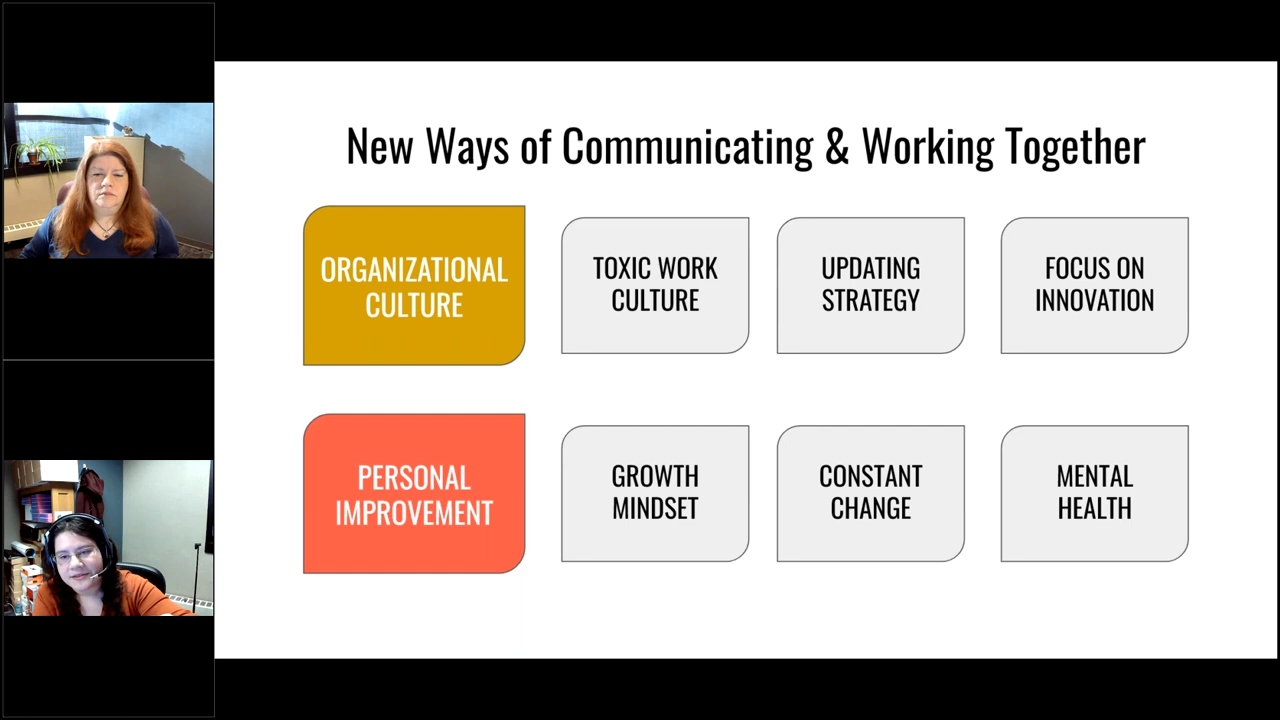 New Ways of Communicating & Working Together
ORGANIZATIONAL
CULTURE
TOXIC WORK
CULTURE
UPDATING
STRATEGY
FOCUS ON
INNOVATION
PERSONAL
IMPROVEMENT
GROWTH
MINDSET
CONSTANT
CHANGE
MENTAL
HEALTH